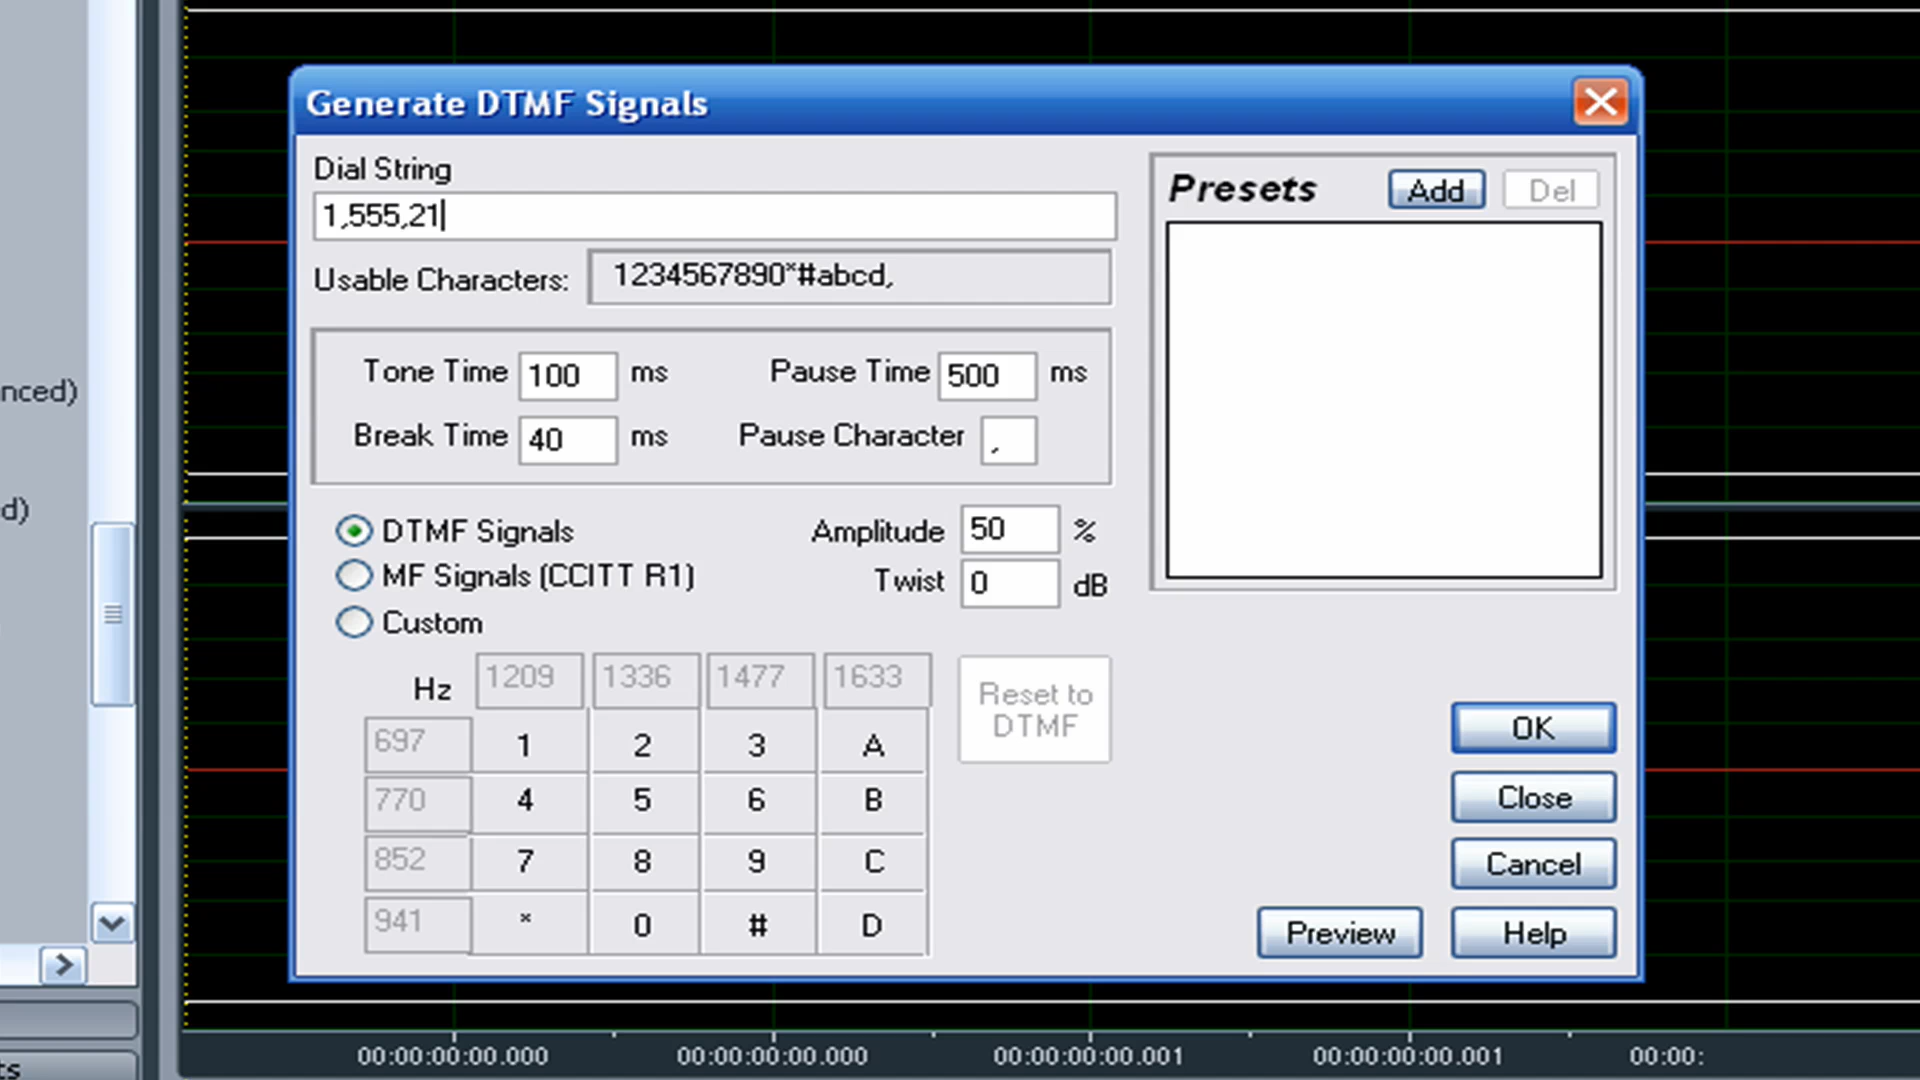 Generate DTMF Signals
Dial String
1,555,21
Usable Characters: 1234567890*#abcd,
Tone Time 100 ms Pause Time 500 ms
Break Time 40 ms Pause Character ,
DTMF Signals
MF Signals (CCITT R1)
Custom
Amplitude 50 %
Twist 0 dB
Hz 1209 1336 1477 1633
697 1 2 3 A
770 4 5 6 B
852 7 8 9 C
941 * 0 # D
Reset to
DTMF
Presets Add Del
OK
Close
Cancel
Preview Help
nced)
d)
ts
00:00:00:00.000 00:00:00:00.000 00:00:00:00.001 00:00:00:00.001 00:00: